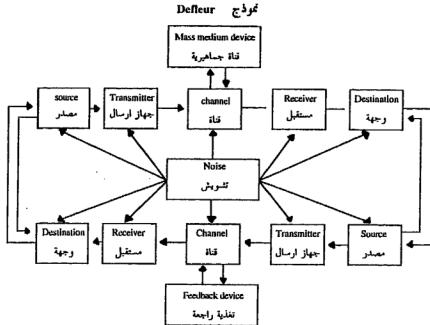 Defleur نموذج
Mass medium device
قناة جماهيرية
source
مصدر
Transmitter
جهاز ارسال
channel
قناة
Receiver
مستقبل
Destination
وجهة
Noise
تشويش
Destination
وجهة
Receiver
مستقبل
Channel
قناة
Transmitter
جهاز ارسال
Source
مصدر
Feedback device
تغذية راجعة